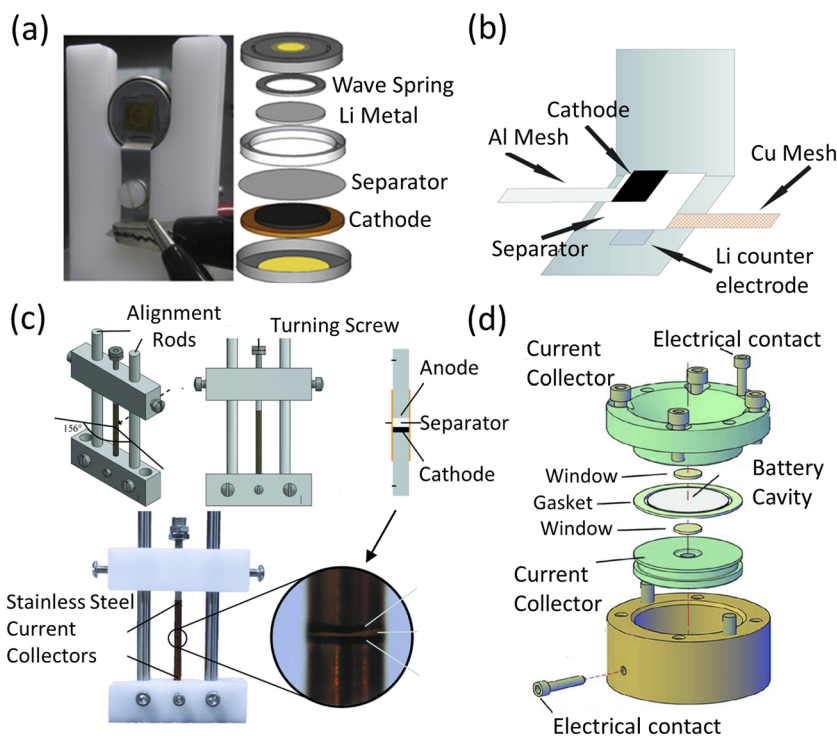 (a)
Wave Spring
Li Metal
Separator
Cathode
(b)
Cathode
Al Mesh
Cu Mesh
Separator
Li counter
electrode
(c)
Alignment
Rods
Turning Screw
156°
Anode
Separator
Cathode
Stainless Steel
Current
Collectors
(d)
Electrical contact
Current
Collector
Window
Battery
Cavity
Gasket
Window
Current
Collector
Electrical contact